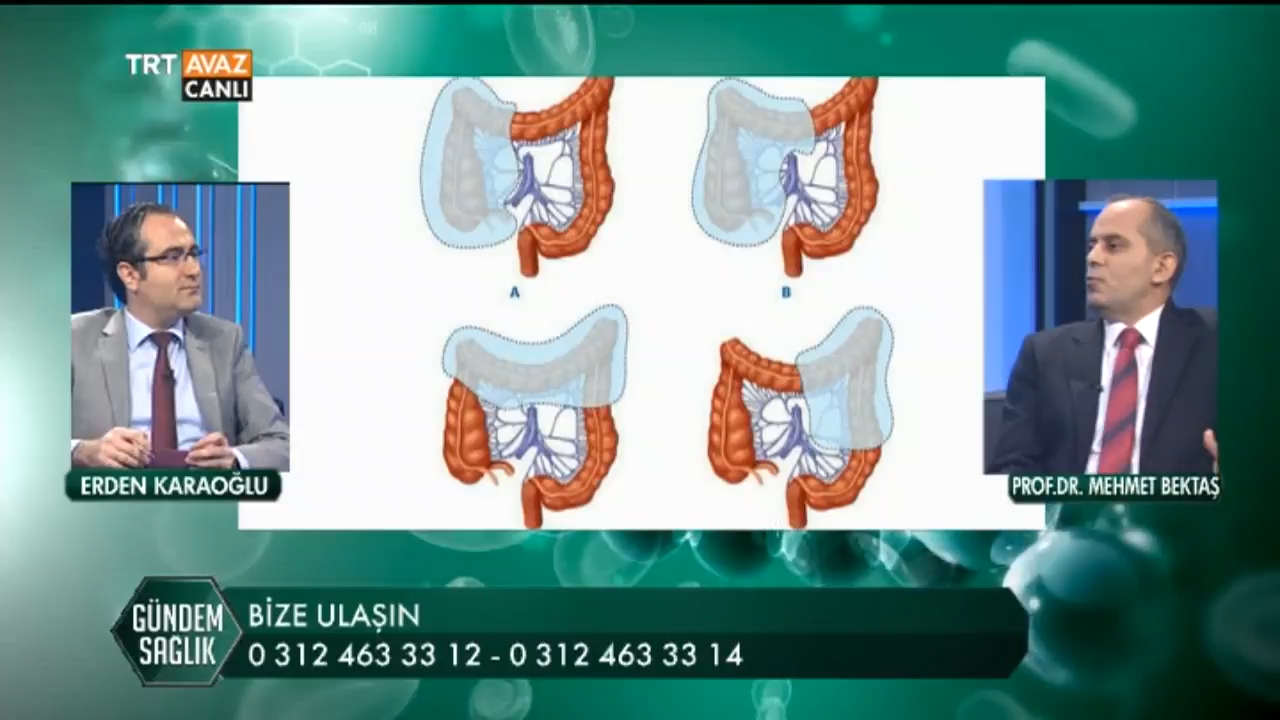 TRT AVAZ
CANLI
A
B
ERDEN KARAOĞLU
PROF.DR. MEHMET BEKTAŞ
GÜNDEM
SAĞLIK
BİZE ULAŞIN
0 312 463 33 12 - 0 312 463 33 14